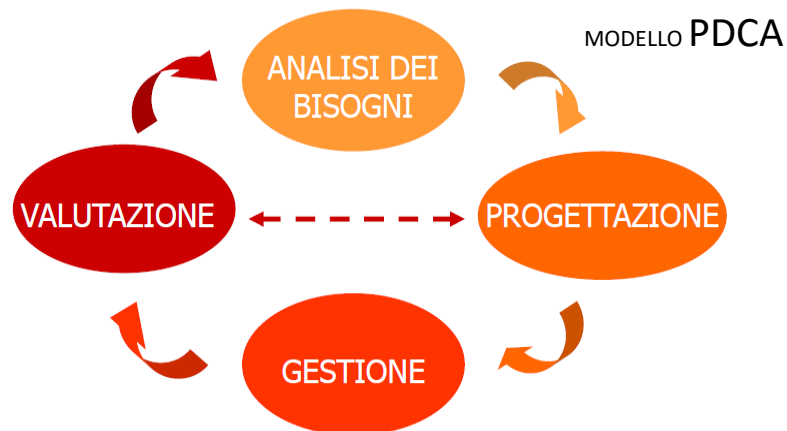 MODELLO PDCA
ANALISI DEI
BISOGNI
VALUTAZIONE
PROGETTAZIONE
GESTIONE